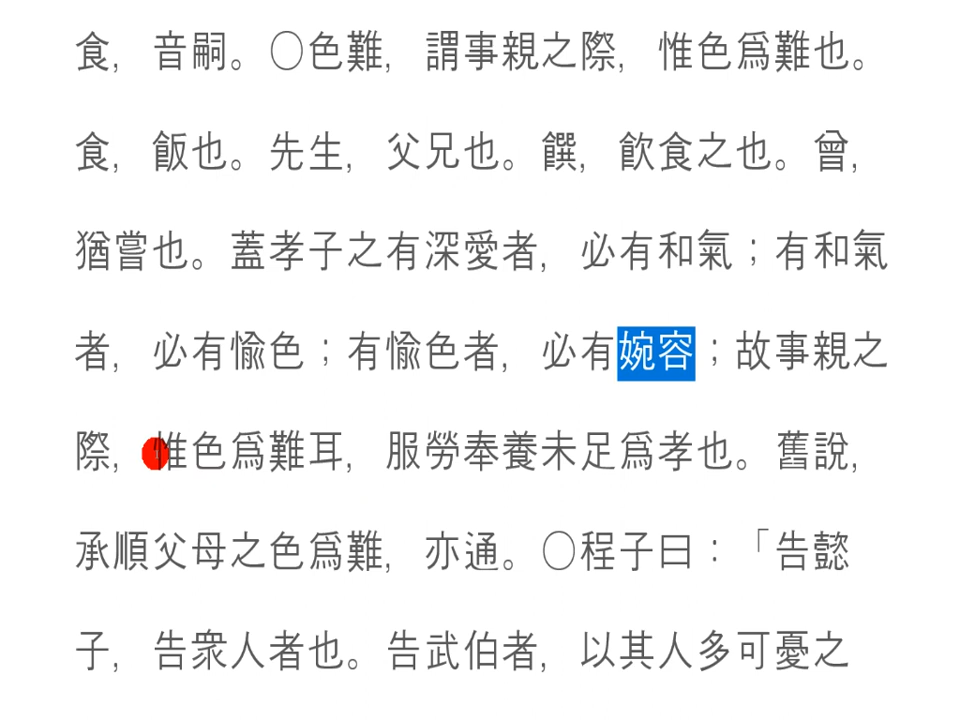 食，音嗣。○色難，謂事親之際，惟色爲難也。
食，飯也。先生，父兄也。饌，飲食之也。曾，
猶嘗也。蓋孝子之有深愛者，必有和氣；有和氣
者，必有愉色；有愉色者，必有婉容；故事親之
際，惟色爲難耳，服勞奉養未足爲孝也。舊說，
承順父母之色爲難，亦通。○程子曰：「告懿
子，告衆人者也。告武伯者，以其人多可憂之